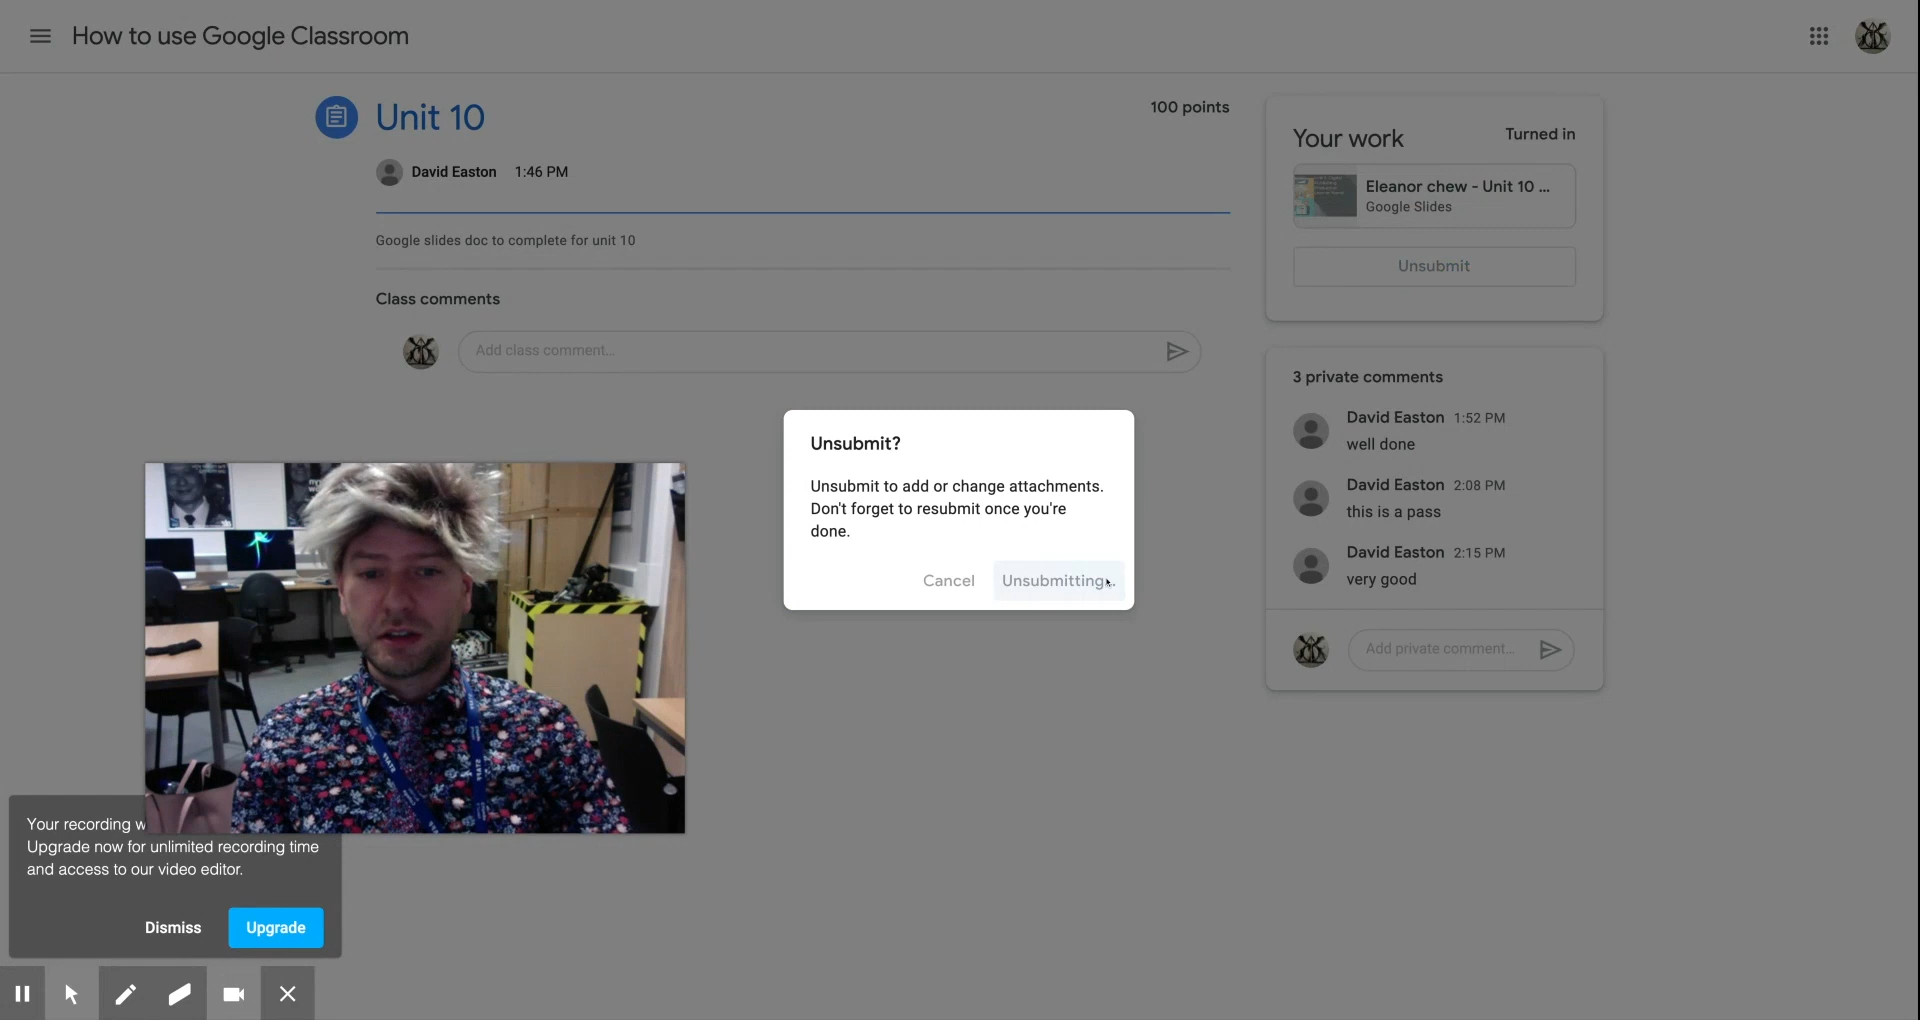 How to use Google Classroom
Unit 10
100 points
David Easton 1:46 PM
Google slides doc to complete for unit 10
Class comments
Add class comment...
Your work
Turned in
Eleanor chew - Unit 10 ...
Google Slides
Unsubmit
3 private comments
David Easton 1:52 PM
well done
David Easton 2:08 PM
this is a pass
David Easton 2:15 PM
very good
Add private comment...
Unsubmit?
Unsubmit to add or change attachments.
Don't forget to resubmit once you're
done.
Cancel
Unsubmitting...
Your recording w
Upgrade now for unlimited recording time
and access to our video editor.
Dismiss
Upgrade